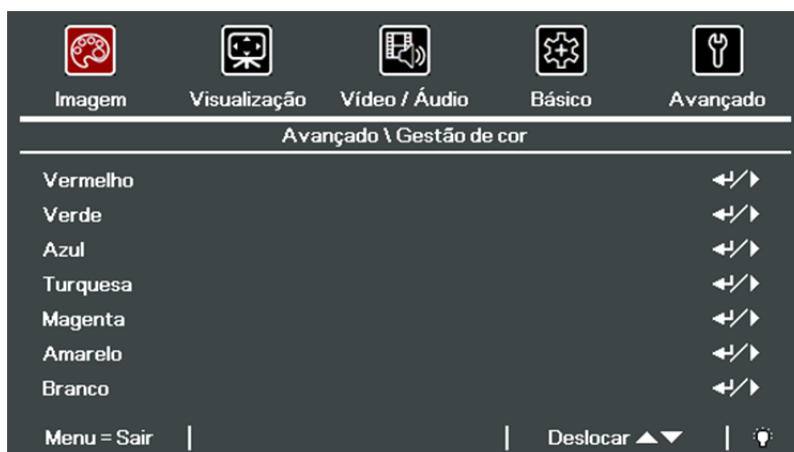 Imagem Visualização Vídeo / Áudio Básico Avançado
Avançado \ Gestão de cor
Vermelho
Verde
Azul
Turquesa
Magenta
Amarelo
Branco
Menu = Sair Deslocar ▲▼